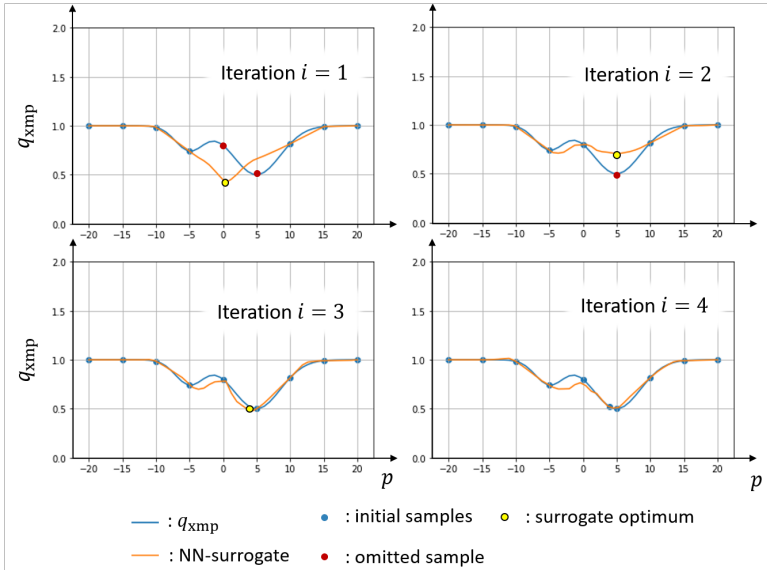 2.0
1.5
1.0
0.5
0.0
q_xmp
Iteration i = 1
−20 −15 −10 −5 0 5 10 15 20
2.0
1.5
1.0
0.5
0.0
Iteration i = 2
−20 −15 −10 −5 0 5 10 15 20
2.0
1.5
1.0
0.5
0.0
q_xmp
Iteration i = 3
−20 −15 −10 −5 0 5 10 15 20
p
2.0
1.5
1.0
0.5
0.0
Iteration i = 4
−20 −15 −10 −5 0 5 10 15 20
p
: q_xmp : initial samples : surrogate optimum
: NN-surrogate : omitted sample